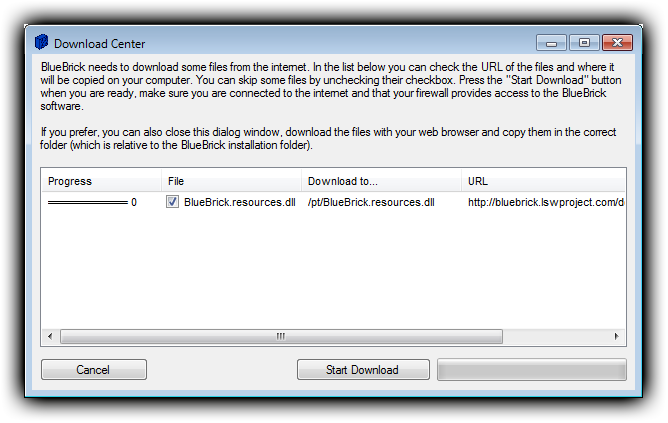 Download Center
BlueBrick needs to download some files from the internet. In the list below you can check the URL of the files and where it
will be copied on your computer. You can skip some files by unchecking their checkbox. Press the "Start Download" button
when you are ready, make sure you are connected to the internet and that your firewall provides access to the BlueBrick
software.
If you prefer, you can also close this dialog window, download the files with your web browser and copy them in the correct
folder (which is relative to the BlueBrick installation folder).
Progress File Download to... URL
0 BlueBrick.resources.dll /pt/BlueBrick.resources.dll http://bluebrick.lswproject.com/d
Cancel Start Download